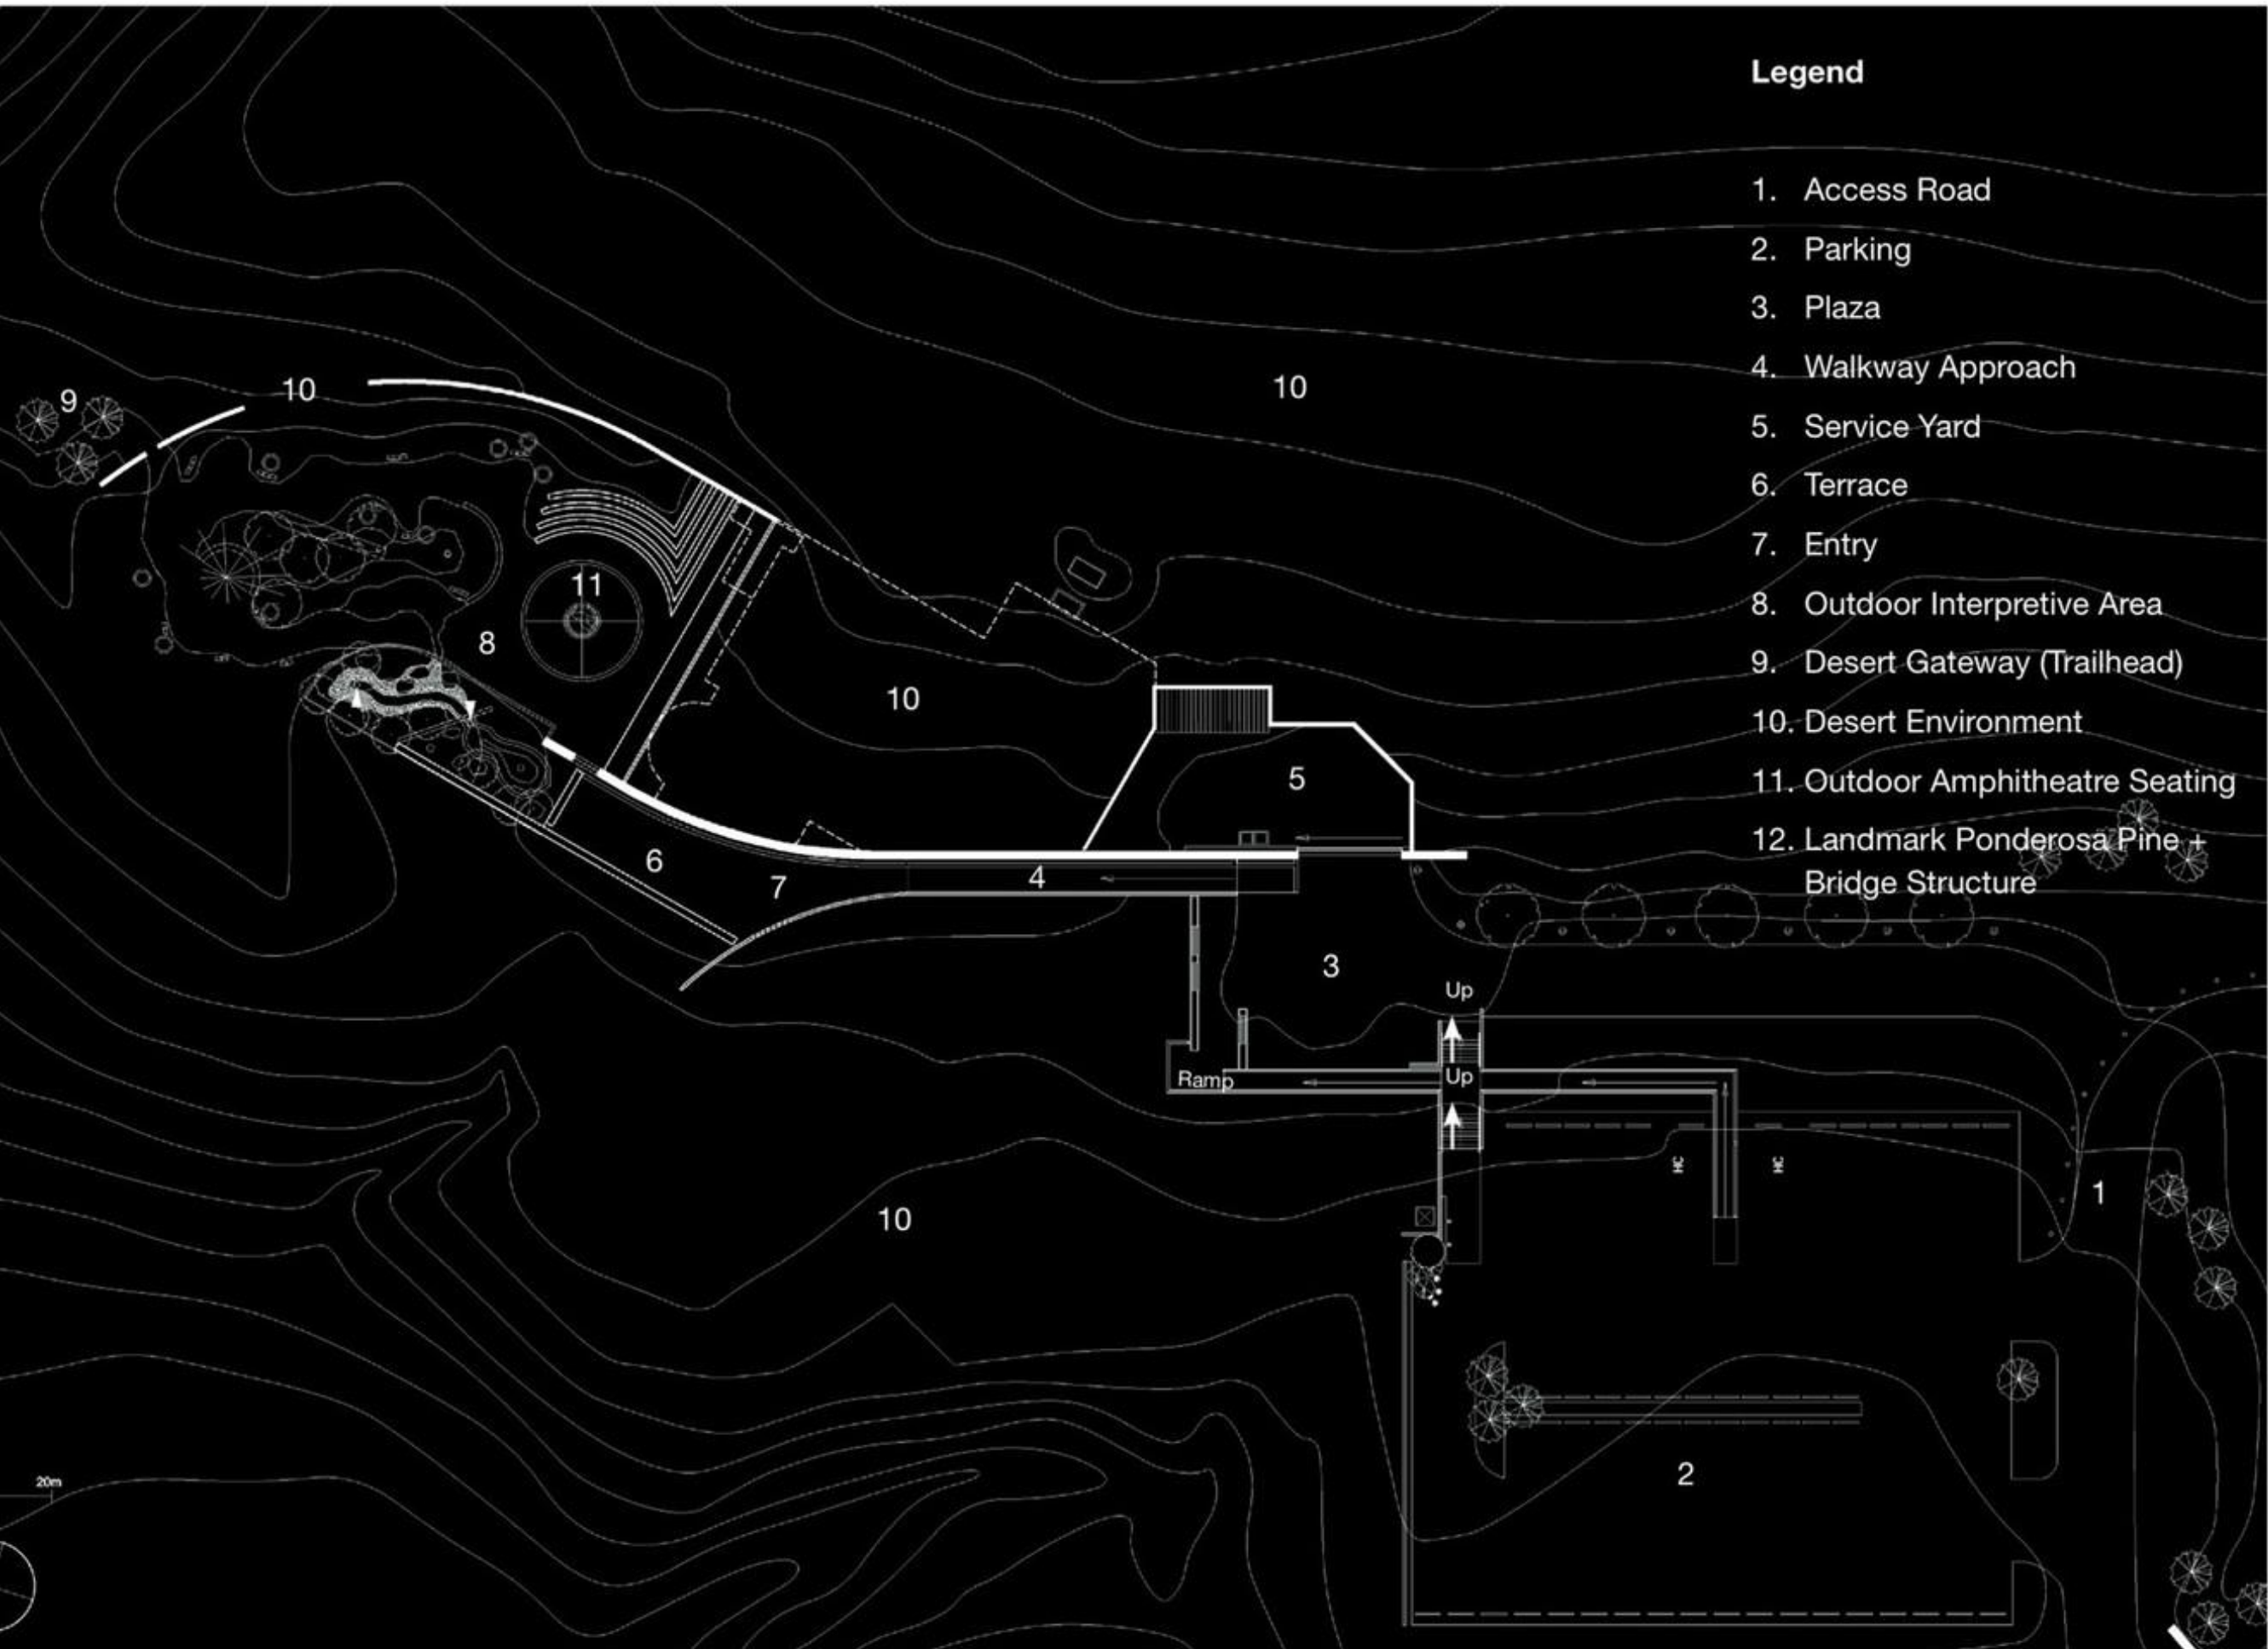 Legend
1. Access Road
2. Parking
3. Plaza
4. Walkway Approach
5. Service Yard
6. Terrace
7. Entry
8. Outdoor Interpretive Area
9. Desert Gateway (Trailhead)
10. Desert Environment
11. Outdoor Amphitheatre Seating
12. Landmark Ponderosa Pine +
Bridge Structure
10
9
10
11
8
10
5
6
7
4
3
Up
Ramp
Up
HC
HC
1
10
2
20m